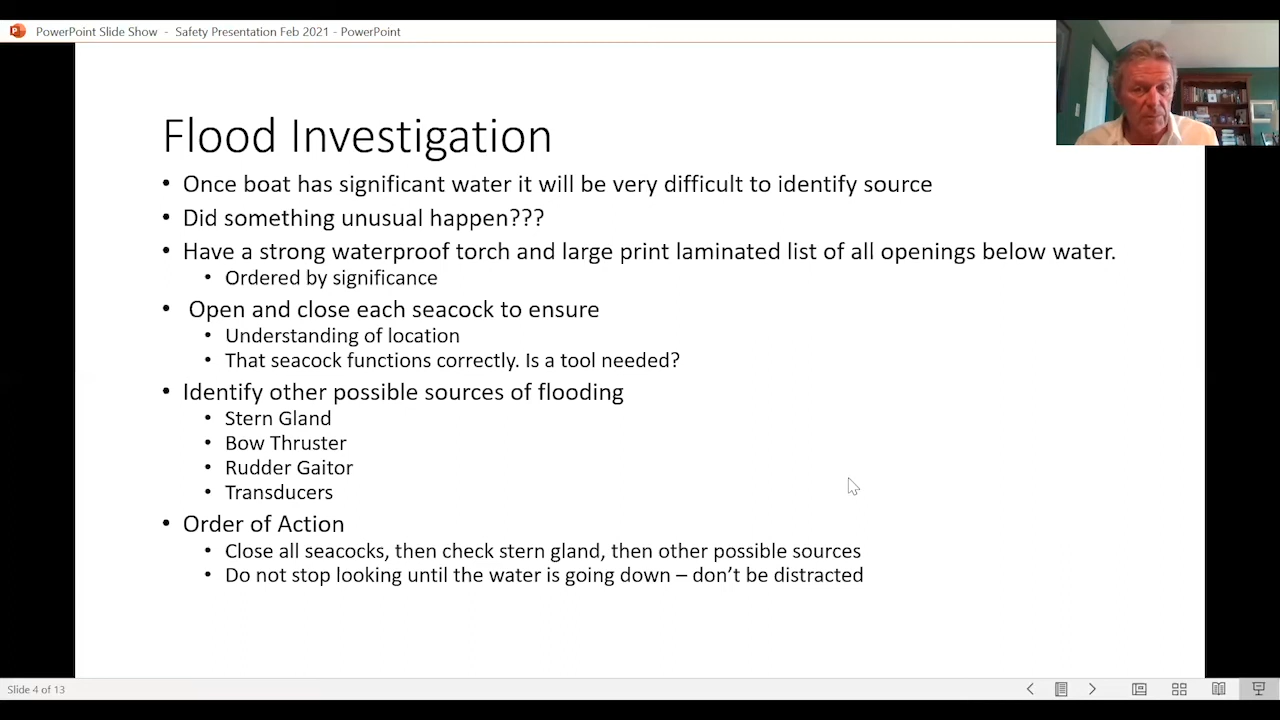 PowerPoint Slide Show - Safety Presentation Feb 2021 - PowerPoint
Flood Investigation
• Once boat has significant water it will be very difficult to identify source
• Did something unusual happen???
• Have a strong waterproof torch and large print laminated list of all openings below water.
• Ordered by significance
• Open and close each seacock to ensure
• Understanding of location
• That seacock functions correctly. Is a tool needed?
• Identify other possible sources of flooding
• Stern Gland
• Bow Thruster
• Rudder Gaitor
• Transducers
• Order of Action
• Close all seacocks, then check stern gland, then other possible sources
• Do not stop looking until the water is going down – don't be distracted
Slide 4 of 13